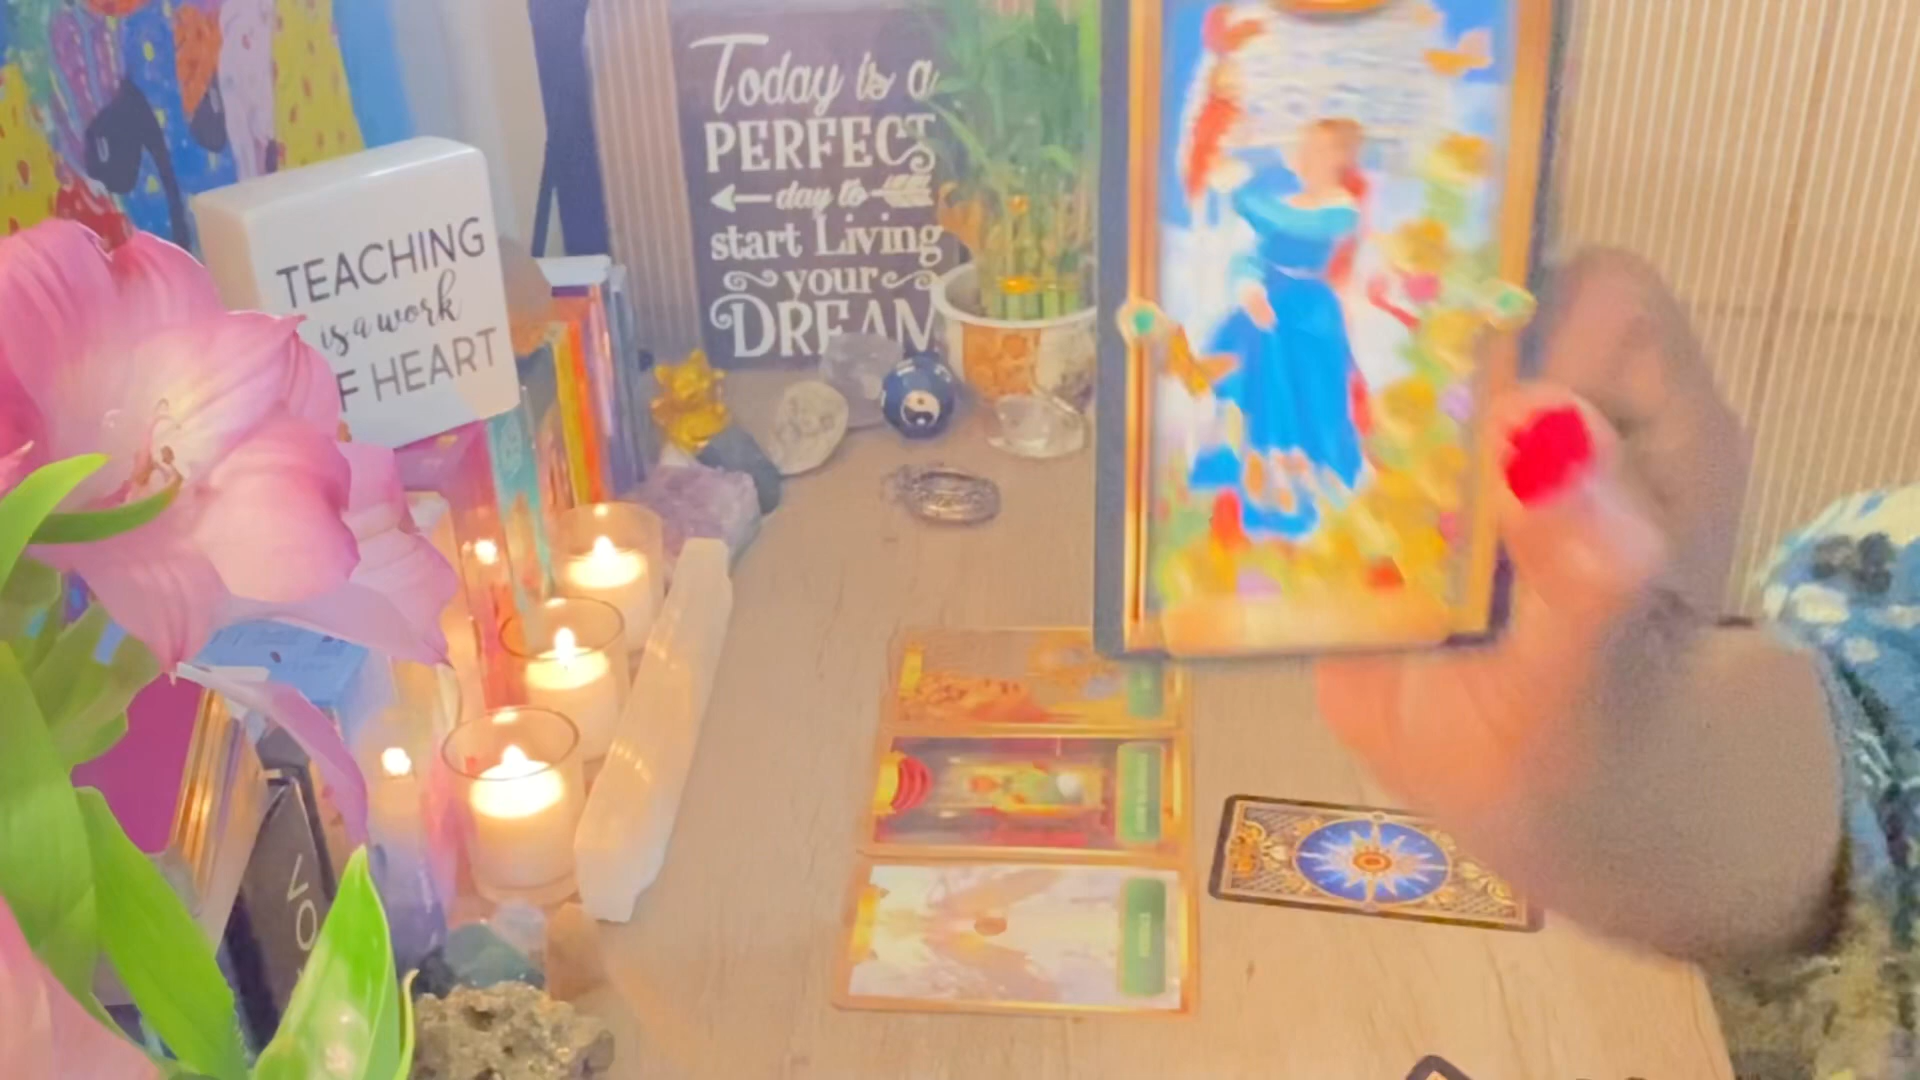 Today is a
PERFECT
day to
start Living
your
DREAM
TEACHING
is a work
OF HEART